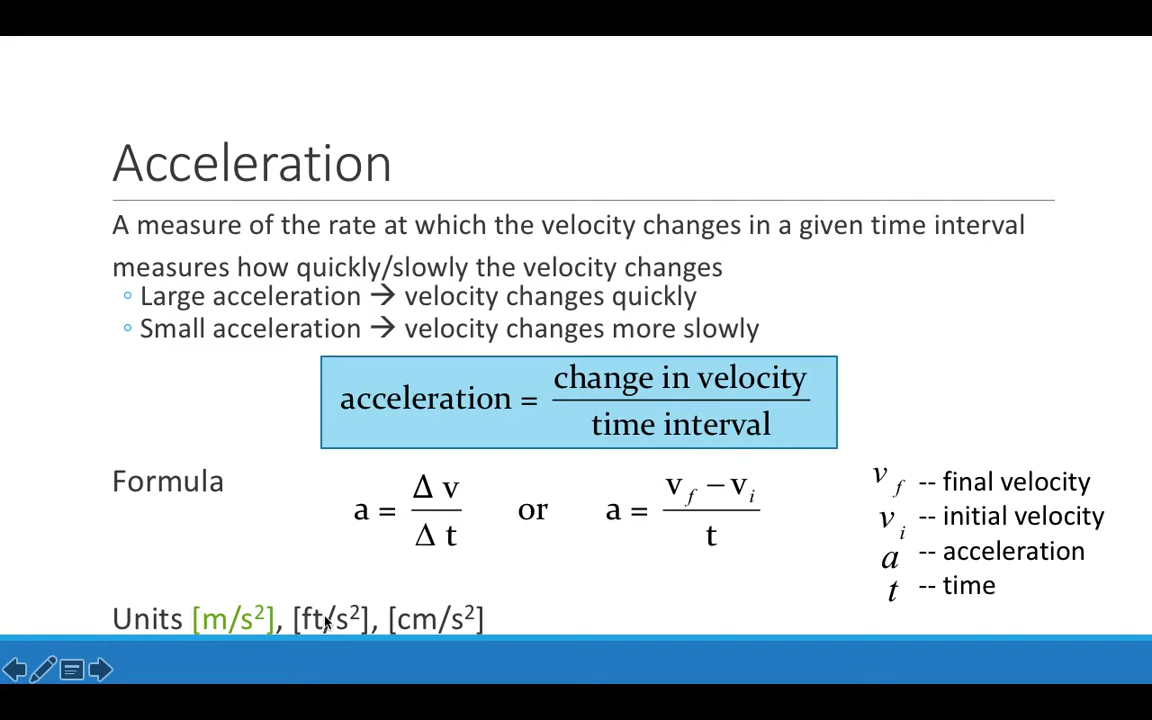 Acceleration
A measure of the rate at which the velocity changes in a given time interval
measures how quickly/slowly the velocity changes
◦ Large acceleration → velocity changes quickly
◦ Small acceleration → velocity changes more slowly
acceleration = change in velocity / time interval
Formula
a = Δ v / Δ t or a = v_f − v_i / t
v_f -- final velocity
v_i -- initial velocity
a -- acceleration
t -- time
Units [m/s²], [ft/s²], [cm/s²]